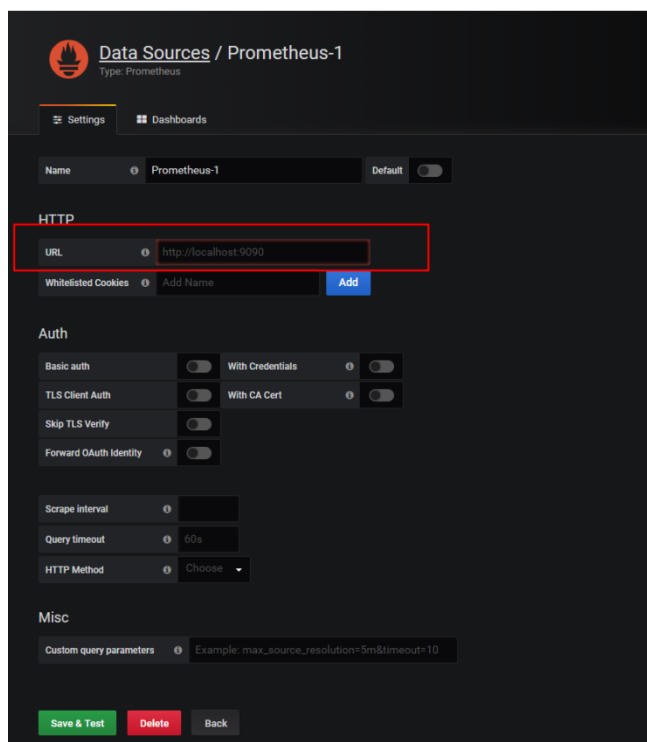 Data Sources / Prometheus-1
Type: Prometheus
Settings Dashboards
Name Prometheus-1 Default
HTTP
URL http://localhost:9090
Whitelisted Cookies Add Name Add
Auth
Basic auth With Credentials
TLS Client Auth With CA Cert
Skip TLS Verify
Forward OAuth Identity
Scrape interval
Query timeout 60s
HTTP Method Choose
Misc
Custom query parameters Example: max_source_resolution=5m&timeout=10
Save & Test Delete Back